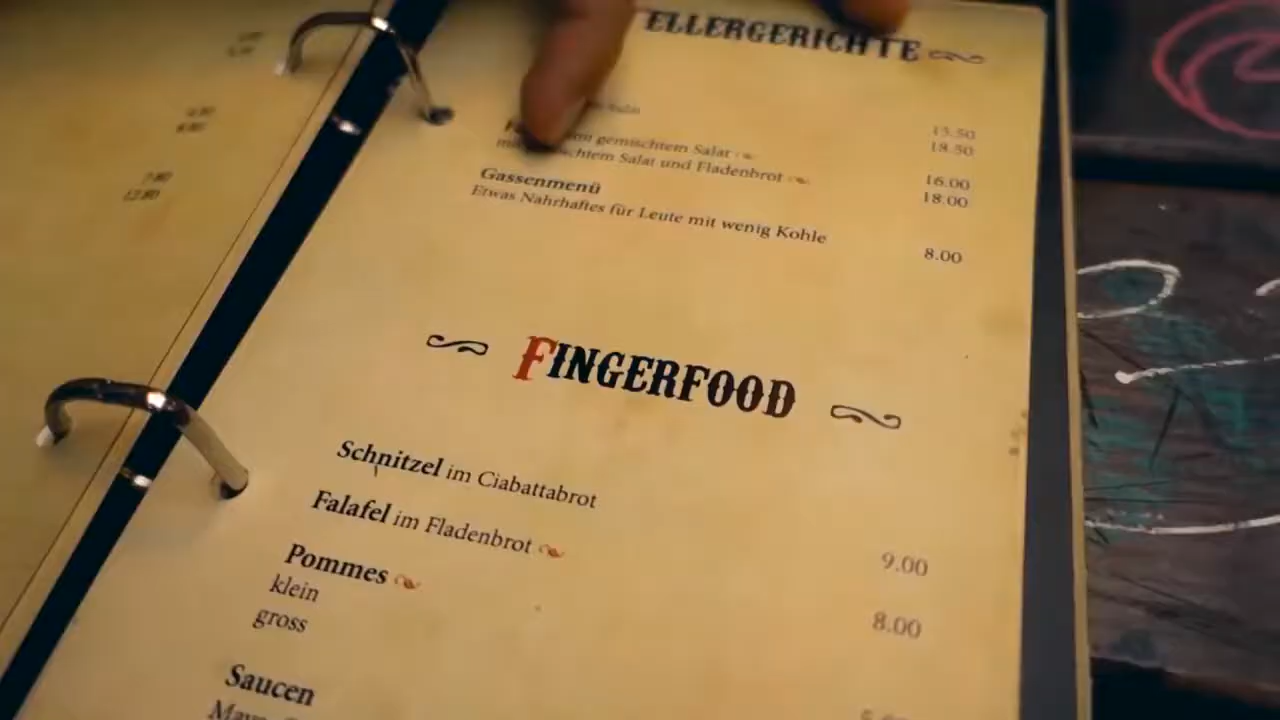 ELLERGERICHTE
13.50
18.50
gemischtem Salat
16.00
Salat und Fladenbrot
18.00
Gassenmenü
Etwas Nahrhaftes für Leute mit wenig Kohle
8.00
FINGERFOOD
Schnitzel im Ciabattabrot
9.00
Falafel im Fladenbrot
8.00
Pommes
klein
gross
Saucen